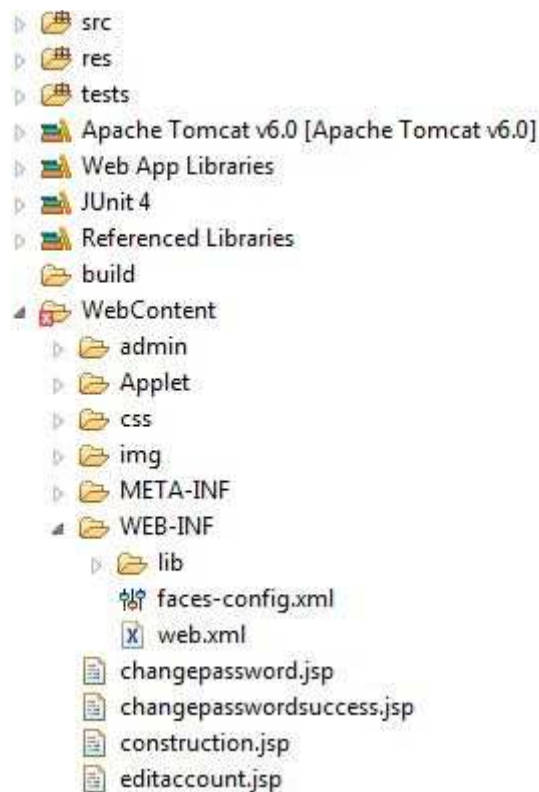 src
res
tests
Apache Tomcat v6.0 [Apache Tomcat v6.0]
Web App Libraries
JUnit 4
Referenced Libraries
build
WebContent
admin
Applet
css
img
META-INF
WEB-INF
lib
faces-config.xml
web.xml
changepassword.jsp
changepasswordsuccess.jsp
construction.jsp
editaccount.jsp